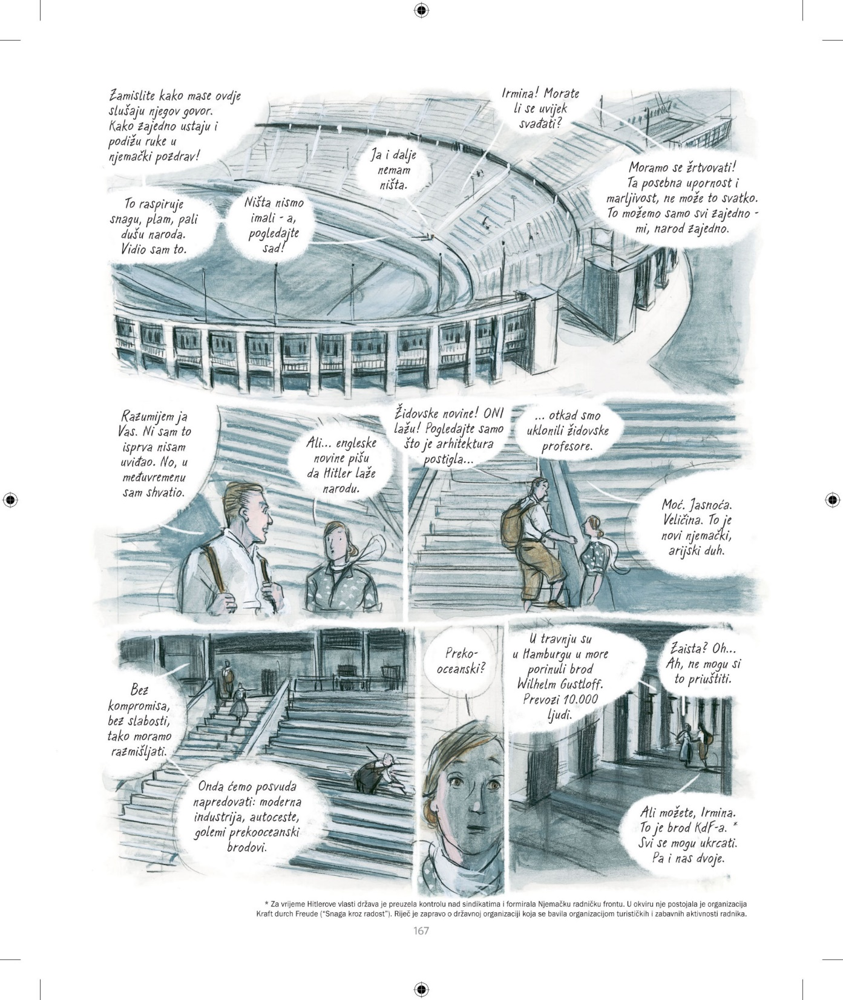 Zamislite kako mase ovdje
slušaju njegov govor.
Kako zajedno ustaju i
podižu ruke u
njemački pozdrav!
To raspiruje
snagu, plam, pali
dušu naroda.
Vidio sam to.
Ništa nismo
imali - a,
pogledajte
sad!
Ja i dalje
nemam
ništa.
Irmina! Morate
li se uvijek
svađati?
Moramo se žrtvovati!
Ta posebna upornost i
marljivost, ne može to svatko.
To možemo samo svi zajedno -
mi, narod zajedno.
Razumijem ja
Vas. Ni sam to
isprva nisam
uviđao. No, u
međuvremenu
sam shvatio.
Ali... engleske
novine pišu
da Hitler laže
narodu.
Židovske novine! ONI
lažu! Pogledajte samo
što je arhitektura
postigla...
... otkad smo
uklonili židovske
profesore.
Moć. Jasnoća.
Veličina. To je
novi njemački,
arijski duh.
Bez
kompromisa,
bez slabosti,
tako moramo
razmišljati.
Onda ćemo posvuda
napredovati: moderna
industrija, autoceste,
golemi prekooceanski
brodovi.
Preko-
oceanski?
U travnju su
u Hamburgu u more
porinuli brod
Wilhelm Gustloff.
Prevozi 10.000
ljudi.
Zaista? Oh...
Ah, ne mogu si
to priuštiti.
Ali možete, Irmina.
To je brod KdF-a. *
Svi se mogu ukrcati.
Pa i nas dvoje.
* Za vrijeme Hitlerove vlasti država je preuzela kontrolu nad sindikatima i formirala Njemačku radničku frontu. U okviru nje postojala je organizacija
Kraft durch Freude (“Snaga kroz radost”). Riječ je zapravo o državnoj organizaciji koja se bavila organizacijom turističkih i zabavnih aktivnosti radnika.
167